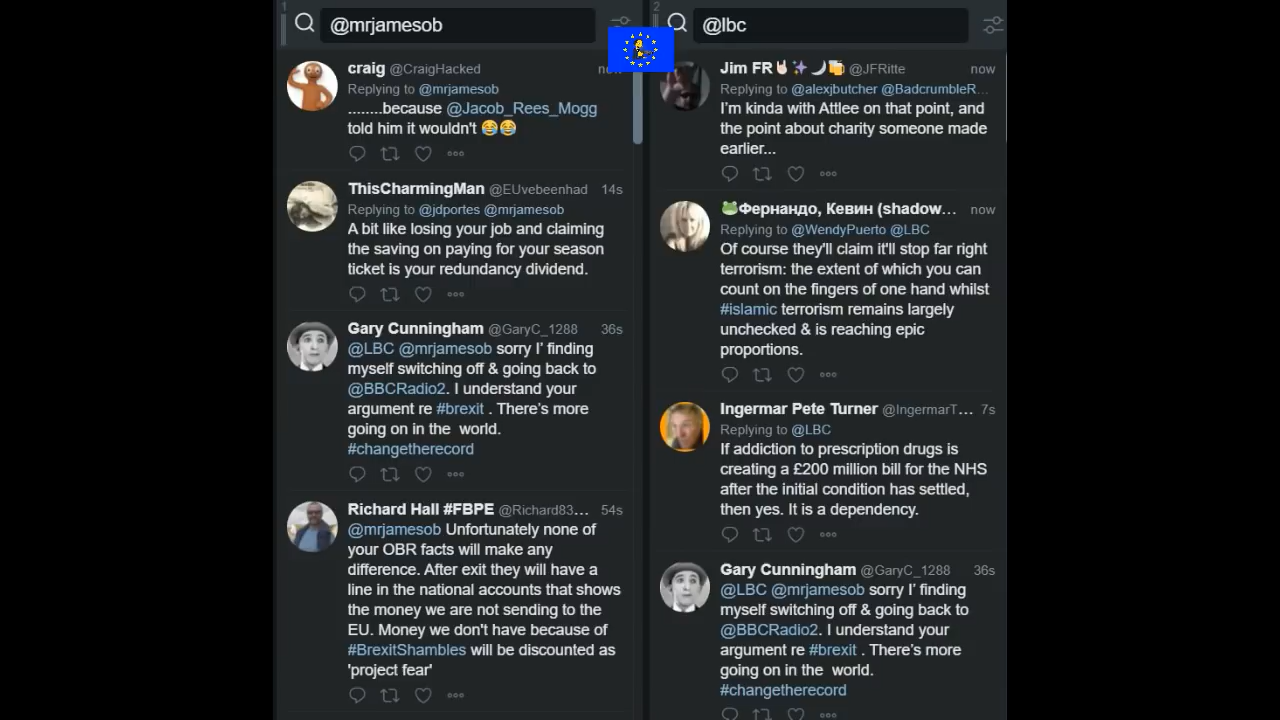 1
@mrjamesob
craig @CraigHacked
Replying to @mrjamesob
........because @Jacob_Rees_Mogg
told him it wouldn't 😂😂
ThisCharmingMan @EUvebeenhad 14s
Replying to @jdportes @mrjamesob
A bit like losing your job and claiming
the saving on paying for your season
ticket is your redundancy dividend.
Gary Cunningham @GaryC_1288 36s
@LBC @mrjamesob sorry I’ finding
myself switching off & going back to
@BBCRadio2. I understand your
argument re #brexit . There’s more
going on in the  world.
#changetherecord
Richard Hall #FBPE @Richard83... 54s
@mrjamesob Unfortunately none of
your OBR facts will make any
difference. After exit they will have a
line in the national accounts that shows
the money we are not sending to the
EU. Money we don't have because of
#BrexitShambles will be discounted as
'project fear'
2
@lbc
Jim FR🤘🏻✨🌙🍻 @JFRitte now
Replying to @alexjbutcher @BadcrumbleR...
I’m kinda with Attlee on that point, and
the point about charity someone made
earlier...
🐸Фернандо, Кевин (shadow... now
Replying to @WendyPuerto @LBC
Of course they'll claim it'll stop far right
terrorism: the extent of which you can
count on the fingers of one hand whilst
#islamic terrorism remains largely
unchecked & is reaching epic
proportions.
Ingermar Pete Turner @IngermarT... 7s
Replying to @LBC
If addiction to prescription drugs is
creating a £200 million bill for the NHS
after the initial condition has settled,
then yes. It is a dependency.
Gary Cunningham @GaryC_1288 36s
@LBC @mrjamesob sorry I’ finding
myself switching off & going back to
@BBCRadio2. I understand your
argument re #brexit . There’s more
going on in the  world.
#changetherecord